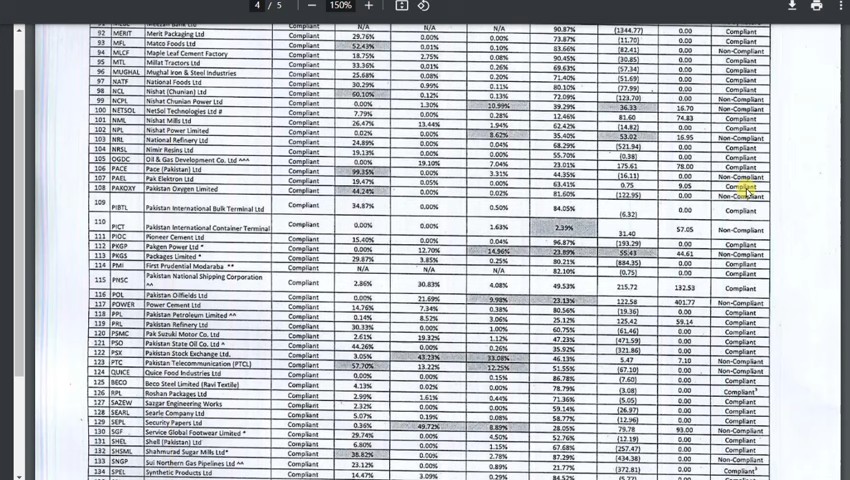 4 / 5 150%
N/A N/A N/A 90.87% (1344.77) 0.00 Compliant
92 MERIT Merit Packaging Ltd Compliant 29.76% 0.00% 0.00% 73.87% (11.70) 0.00 Compliant
93 MFL Matco Foods Ltd Compliant 52.43% 0.01% 0.10% 83.66% (82.41) 0.00 Non-Compliant
94 MLCF Maple Leaf Cement Factory Compliant 18.75% 2.75% 0.08% 90.45% (30.85) 0.00 Compliant
95 MTL Millat Tractors Ltd Compliant 33.36% 0.01% 0.26% 69.63% (57.34) 0.00 Compliant
96 MUGHAL Mughal Iron & Steel Industries Compliant 25.68% 0.08% 0.20% 71.40% (51.69) 0.00 Compliant
97 NATF National Foods Ltd Compliant 30.29% 0.99% 0.11% 80.10% (77.99) 0.00 Compliant
98 NCL Nishat (Chunian) Ltd Compliant 60.10% 0.12% 0.13% 72.09% (123.70) 0.00 Non-Compliant
99 NCPL Nishat Chunian Power Ltd Compliant 0.00% 1.30% 10.99% 39.29% 36.33 16.70 Non-Compliant
100 NETSOL NetSol Technologies Ltd # Compliant 7.79% 0.00% 0.28% 12.46% 81.60 74.83 Compliant
101 NML Nishat Mills Ltd Compliant 26.47% 13.44% 1.94% 62.42% (14.82) 0.00 Compliant
102 NPL Nishat Power Limited Compliant 0.02% 0.00% 8.62% 35.40% 53.02 16.95 Non-Compliant
103 NRL National Refinery Ltd Compliant 24.89% 0.00% 0.04% 68.29% (521.94) 0.00 Compliant
104 NRSL Nimir Resins Ltd Compliant 19.13% 0.00% 0.00% 55.70% (0.38) 0.00 Compliant
105 OGDC Oil & Gas Development Co. Ltd ^^^ Compliant 0.00% 19.10% 7.04% 23.01% 175.61 78.00 Compliant
106 PACE Pace (Pakistan) Ltd Compliant 99.35% 0.00% 3.31% 44.35% (16.11) 0.00 Non-Compliant
107 PAEL Pak Elektron Ltd Compliant 19.47% 0.05% 0.00% 63.41% 0.75 9.05 Compliant
108 PAKOXY Pakistan Oxygen Limited Compliant 44.24% 0.00% 0.02% 81.60% (122.95) 0.00 Non-Compliant
109 PIBTL Pakistan International Bulk Terminal Ltd Compliant 34.87% 0.00% 0.50% 84.05% (6.32) 0.00 Compliant
110 PICT Pakistan International Container Terminal Compliant 0.00% 0.00% 1.63% 2.39% 31.40 57.05 Non-Compliant
111 PIOC Pioneer Cement Ltd Compliant 15.40% 0.00% 0.04% 96.87% (193.29) 0.00 Compliant
112 PKGP Pakgen Power Ltd * Compliant 0.00% 12.70% 14.96% 23.89% 55.43 44.61 Non-Compliant
113 PKGS Packages Limited * Compliant 29.87% 3.85% 0.25% 80.21% (884.35) 0.00 Compliant
114 PMI First Prudential Modaraba ** Compliant N/A N/A N/A 82.10% (0.75) 0.00 Compliant
115 PNSC Pakistan National Shipping Corporation ^^ Compliant 2.86% 30.83% 4.08% 49.53% 215.72 132.53 Compliant
116 POL Pakistan Oilfields Ltd Compliant 0.00% 21.69% 9.98% 23.13% 122.58 401.77 Non-Compliant
117 POWER Power Cement Ltd Compliant 14.76% 7.34% 0.38% 80.56% (19.36) 0.00 Compliant
118 PPL Pakistan Petroleum Limited ^^ Compliant 0.14% 8.52% 3.06% 25.12% 125.42 59.14 Compliant
119 PRL Pakistan Refinery Ltd Compliant 30.33% 0.00% 1.00% 60.75% (61.46) 0.00 Compliant
120 PSMC Pak Suzuki Motor Co. Ltd Compliant 2.61% 19.32% 1.12% 47.23% (471.59) 0.00 Compliant
121 PSO Pakistan State Oil Co. Ltd ^ Compliant 44.26% 0.00% 0.26% 35.92% (321.86) 0.00 Compliant
122 PSX Pakistan Stock Exchange Ltd. Compliant 3.05% 43.23% 33.08% 46.13% 5.47 7.10 Non-Compliant
123 PTC Pakistan Telecommunication (PTCL) Compliant 57.70% 13.22% 12.25% 51.55% (67.10) 0.00 Non-Compliant
124 QUICE Quice Food Industries Ltd Compliant 0.00% 0.00% 0.15% 86.78% (7.60) 0.00 Compliant
125 BECO Beco Steel Limited (Ravi Textile) Compliant 4.13% 0.02% 0.00% 78.79% (3.08) 0.00 Compliant³
126 RPL Roshan Packages Ltd Compliant 2.99% 1.61% 0.44% 71.36% (5.05) 0.00 Compliant
127 SAZEW Sazgar Engineering Works Compliant 2.32% 0.00% 0.00% 59.14% (26.97) 0.00 Compliant
128 SEARL Searle Company Ltd Compliant 5.07% 0.19% 0.08% 58.77% (12.96) 0.00 Compliant
129 SEPL Security Papers Ltd Compliant 0.36% 49.72% 8.89% 28.05% 79.78 93.00 Non-Compliant
130 SGF Service Global Footwear Limited * Compliant 29.74% 0.00% 4.50% 52.76% (12.19) 0.00 Compliant
131 SHEL Shell (Pakistan) Ltd Compliant 6.80% 0.00% 1.15% 67.68% (257.47) 0.00 Compliant
132 SHSML Shahmurad Sugar Mills Ltd* Compliant 38.82% 2.78% 87.29% (434.38) 0.00 Non-Compliant
133 SNGP Sui Northern Gas Pipelines Ltd ^^ Compliant 23.12% 0.00% 0.89% 21.77% (372.81) 0.00 Compliant³
134 SPEL Synthetic Products Ltd Compliant 14.47% 3.09% 0.29% 84.52% 0.00 Compliant